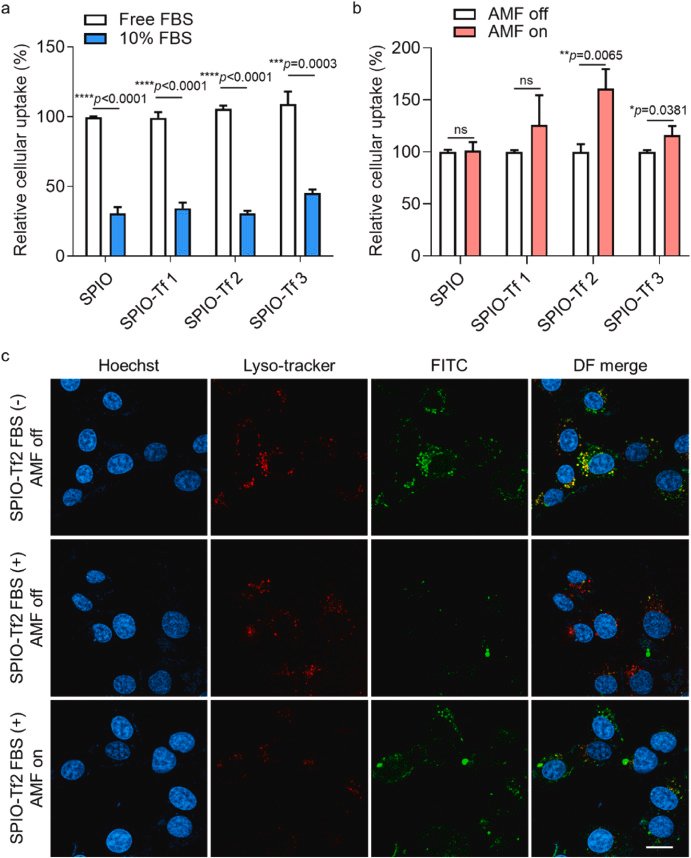 a
Free FBS
10% FBS
Relative cellular uptake (%)
150
100
50
0
****p<0.0001
****p<0.0001
****p<0.0001
***p=0.0003
SPIO
SPIO-Tf 1
SPIO-Tf 2
SPIO-Tf 3
b
AMF off
AMF on
Relative cellular uptake (%)
200
150
100
50
0
ns
ns
**p=0.0065
*p=0.0381
SPIO
SPIO-Tf 1
SPIO-Tf 2
SPIO-Tf 3
c
Hoechst
Lyso-tracker
FITC
DF merge
SPIO-Tf2 FBS (-)
AMF off
SPIO-Tf2 FBS (+)
AMF off
SPIO-Tf2 FBS (+)
AMF on